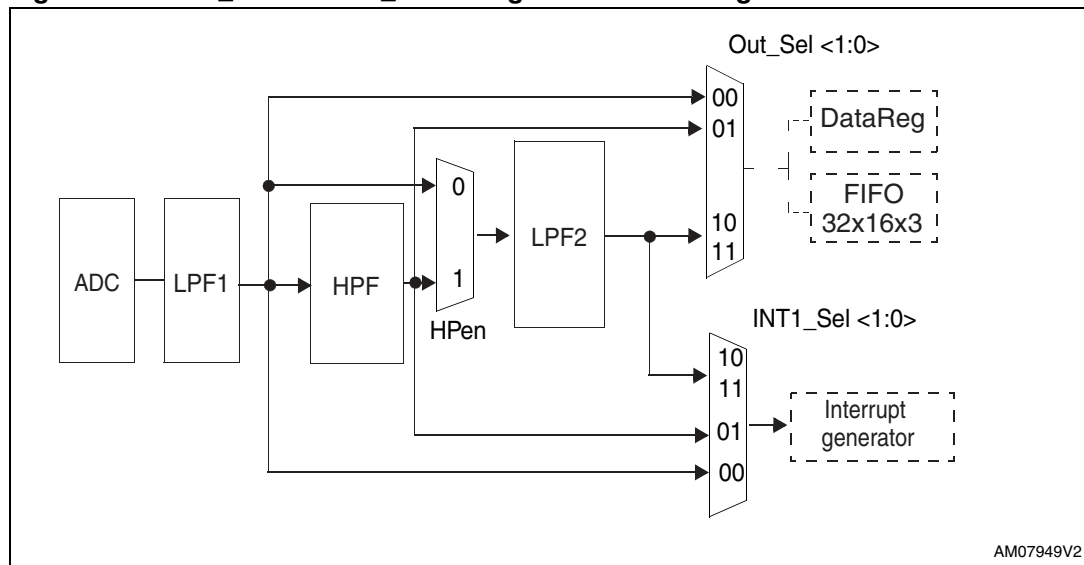 Out_Sel <1:0>
00
01
10
11
DataReg
FIFO
32x16x3
0
1
HPen
ADC
LPF1
HPF
LPF2
INT1_Sel <1:0>
10
11
01
00
Interrupt
generator
AM07949V2